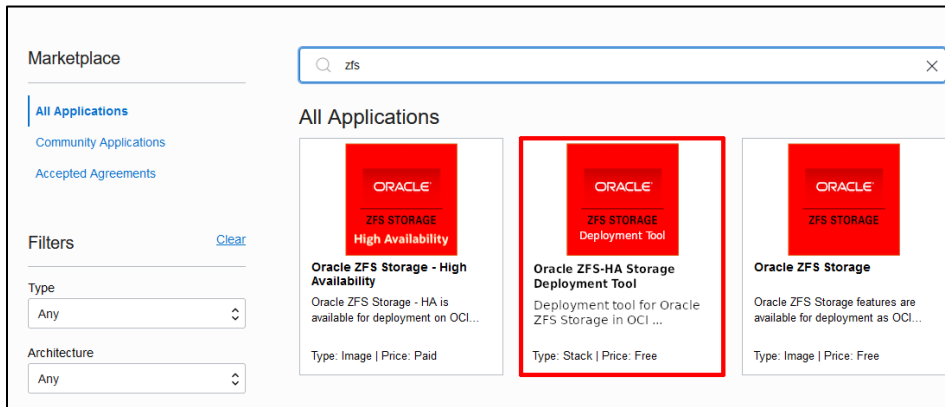 Marketplace
All Applications
Community Applications
Accepted Agreements
Filters
Clear
Type
Any
Architecture
Any
zfs
All Applications
ORACLE
ZFS STORAGE
High Availability
Oracle ZFS Storage - High
Availability
Oracle ZFS Storage - HA is
available for deployment on OCI...
Type: Image | Price: Paid
ORACLE
ZFS STORAGE
Deployment Tool
Oracle ZFS-HA Storage
Deployment Tool
Deployment tool for Oracle
ZFS Storage in OCI ...
Type: Stack | Price: Free
ORACLE
ZFS STORAGE
Oracle ZFS Storage
Oracle ZFS Storage features are
available for deployment as OCI...
Type: Image | Price: Free